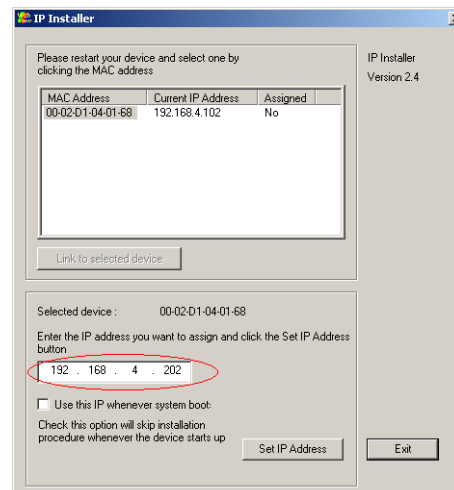 IP Installer
Please restart your device and select one by
clicking the MAC address
IP Installer
Version 2.4
MAC Address Current IP Address Assigned
00-02-D1-04-01-68 192.168.4.102 No
Link to selected device
Selected device : 00-02-D1-04-01-68
Enter the IP address you want to assign and click the Set IP Address
button
192 . 168 . 4 . 202
Use this IP whenever system boot:
Check this option will skip installation
procedure whenever the device starts up
Set IP Address
Exit